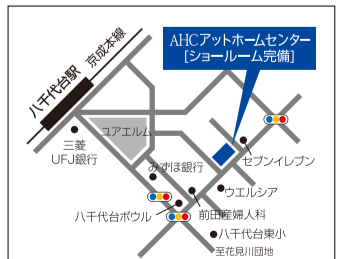 AHCアットホームセンター
[ショールーム完備]
京成本線
八千代台駅
ユアエルム
三菱
UFJ銀行
みずほ銀行
セブンイレブン
ウエルシア
八千代台ボウル
前田産婦人科
八千代台東小
至花見川団地